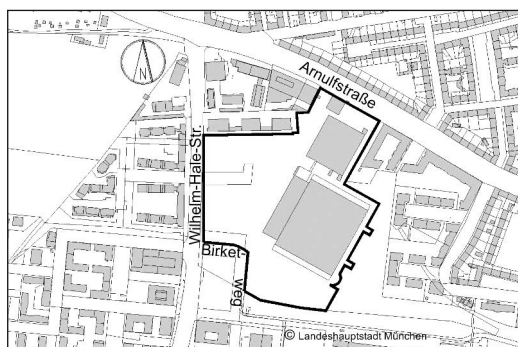 Arnulfstraße
N
Wilhelm-Hale-Str.
Birket-
weg
© Landeshauptstadt München